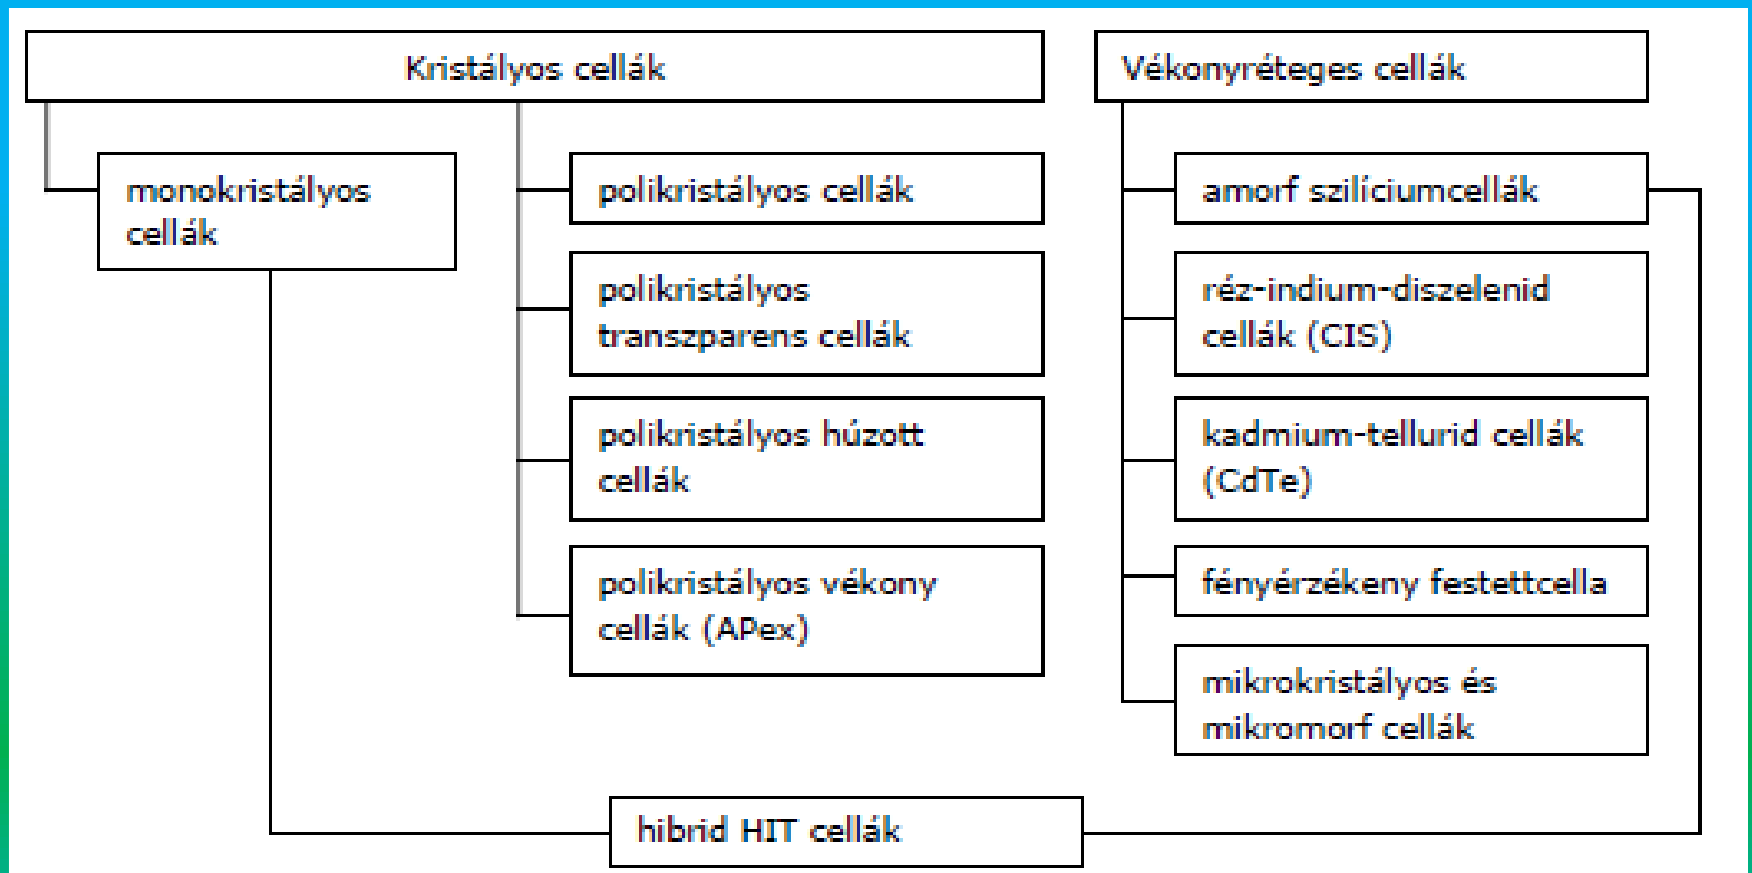 Kristályos cellák
monokristályos
cellák
polikristályos cellák
polikristályos
transzparens cellák
polikristályos húzott
cellák
polikristályos vékony
cellák (APex)
Vékonyréteges cellák
amorf szilíciumcellák
réz-indium-diszelenid
cellák (CIS)
kadmium-tellurid cellák
(CdTe)
fényérzékeny festettcella
mikrokristályos és
mikromorf cellák
hibrid HIT cellák